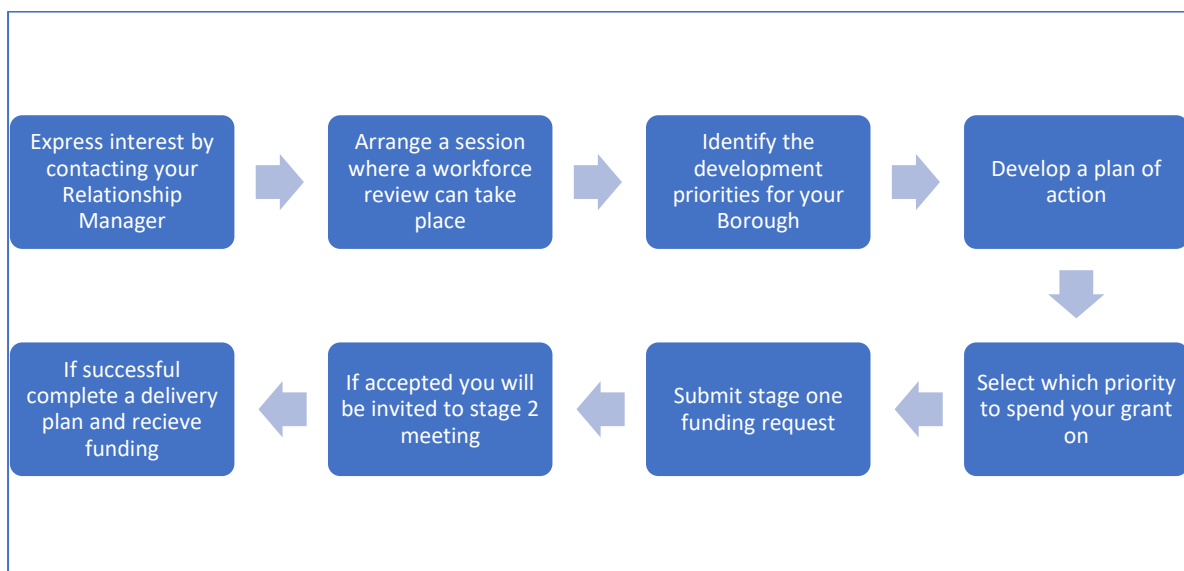 Express interest by
contacting your
Relationship
Manager
Arrange a session
where a workforce
review can take
place
Identify the
development
priorities for your
Borough
Develop a plan of
action
Select which priority
to spend your grant
on
Submit stage one
funding request
If accepted you will
be invited to stage 2
meeting
If successful
complete a delivery
plan and recieve
funding